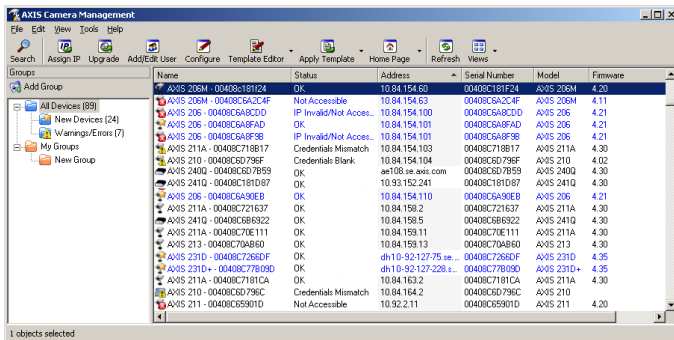 AXIS Camera Management
File Edit View Tools Help
Search Assign IP Upgrade Add/Edit User Configure Template Editor Apply Template Home Page Refresh Views
Groups
Add Group
All Devices (89)
New Devices (24)
Warnings/Errors (7)
My Groups
New Group
Name Status Address Serial Number Model Firmware
AXIS 206M - 00408c181f24 OK 10.84.154.60 00408C181F24 AXIS 206M 4.20
AXIS 206M - 00408C6A2C4F Not Accessible 10.84.154.63 00408C6A2C4F AXIS 206M 4.11
AXIS 206 - 00408C6A8CDD IP Invalid/Not Acces... 10.84.154.100 00408C6A8CDD AXIS 206 4.21
AXIS 206 - 00408C6A8FAD OK 10.84.154.101 00408C6A8FAD AXIS 206 4.21
AXIS 206 - 00408C6A8F9B IP Invalid/Not Acces... 10.84.154.101 00408C6A8F9B AXIS 206 4.21
AXIS 211A - 00408C718B17 Credentials Mismatch 10.84.154.103 00408C718B17 AXIS 211A 4.30
AXIS 210 - 00408C6D796F Credentials Blank 10.84.154.104 00408C6D796F AXIS 210 4.02
AXIS 240Q - 00408C6D7B59 OK ae108.se.axis.com 00408C6D7B59 AXIS 240Q 4.30
AXIS 241Q - 00408C181D87 OK 10.93.152.241 00408C181D87 AXIS 241Q 4.30
AXIS 206 - 00408C6A90EB OK 10.84.154.110 00408C6A90EB AXIS 206 4.21
AXIS 211A - 00408C721637 OK 10.84.158.2 00408C721637 AXIS 211A 4.30
AXIS 241Q - 00408C6B6922 OK 10.84.158.5 00408C6B6922 AXIS 241Q 4.30
AXIS 211A - 00408C70E111 OK 10.84.159.11 00408C70E111 AXIS 211A 4.30
AXIS 213 - 00408C70AB60 OK 10.84.159.13 00408C70AB60 AXIS 213 4.30
AXIS 231D - 00408C7266DF OK dh10-92-127-75.se... 00408C7266DF AXIS 231D 4.35
AXIS 231D+ - 00408C77B09D OK dh10-92-127-228.s... 00408C77B09D AXIS 231D+ 4.35
AXIS 211A - 00408C7181CA OK 10.84.163.2 00408C7181CA AXIS 211A 4.30
AXIS 210 - 00408C6D796C Credentials Mismatch 10.84.164.2 00408C6D796C AXIS 210
AXIS 211 - 00408C65901D Not Accessible 10.92.2.11 00408C65901D AXIS 211 4.20
1 objects selected